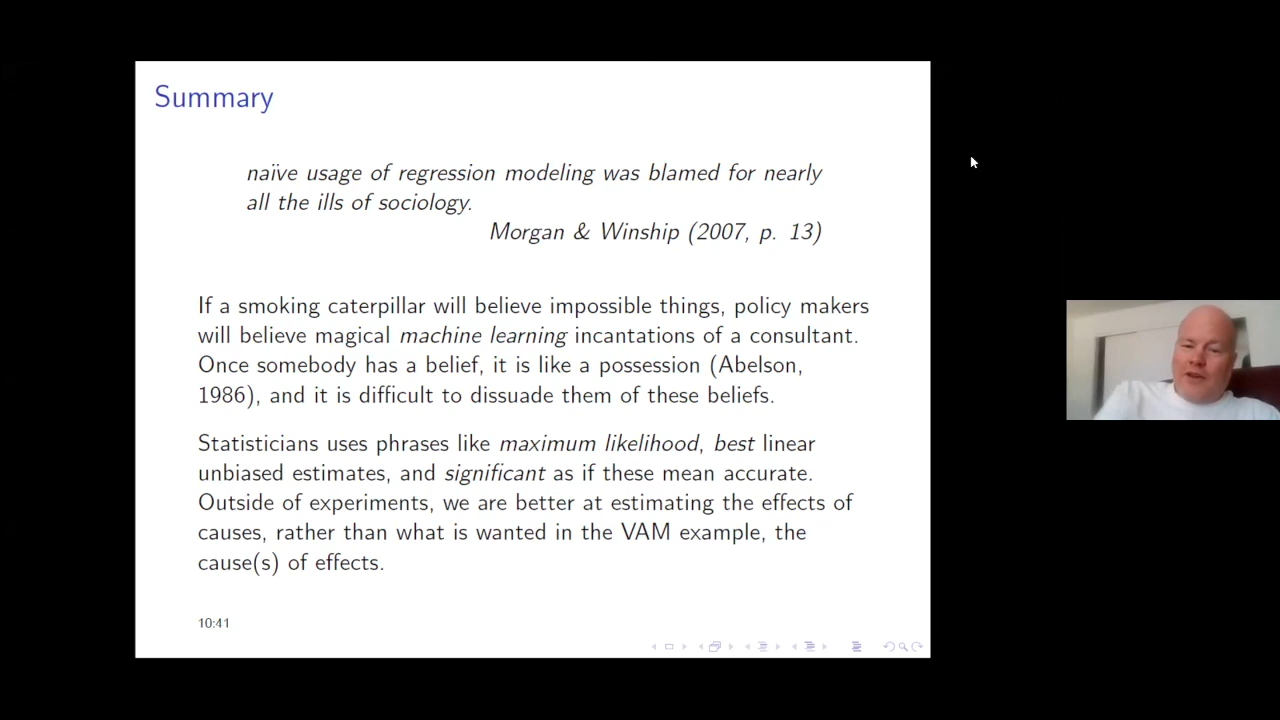 Summary
naïve usage of regression modeling was blamed for nearly
all the ills of sociology.
Morgan & Winship (2007, p. 13)
If a smoking caterpillar will believe impossible things, policy makers
will believe magical machine learning incantations of a consultant.
Once somebody has a belief, it is like a possession (Abelson,
1986), and it is difficult to dissuade them of these beliefs.
Statisticians uses phrases like maximum likelihood, best linear
unbiased estimates, and significant as if these mean accurate.
Outside of experiments, we are better at estimating the effects of
causes, rather than what is wanted in the VAM example, the
cause(s) of effects.
10:41